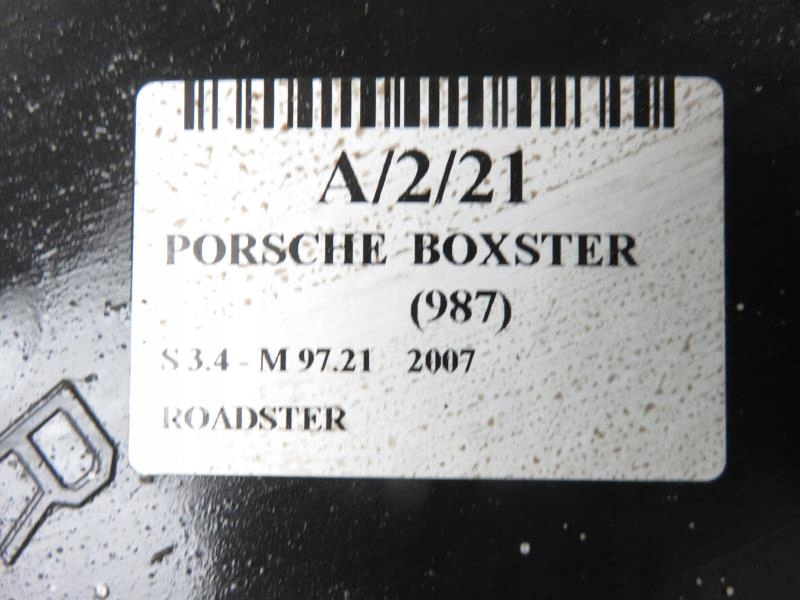 A/2/21
PORSCHE BOXSTER
(987)
S 3.4 - M 97.21 2007
ROADSTER